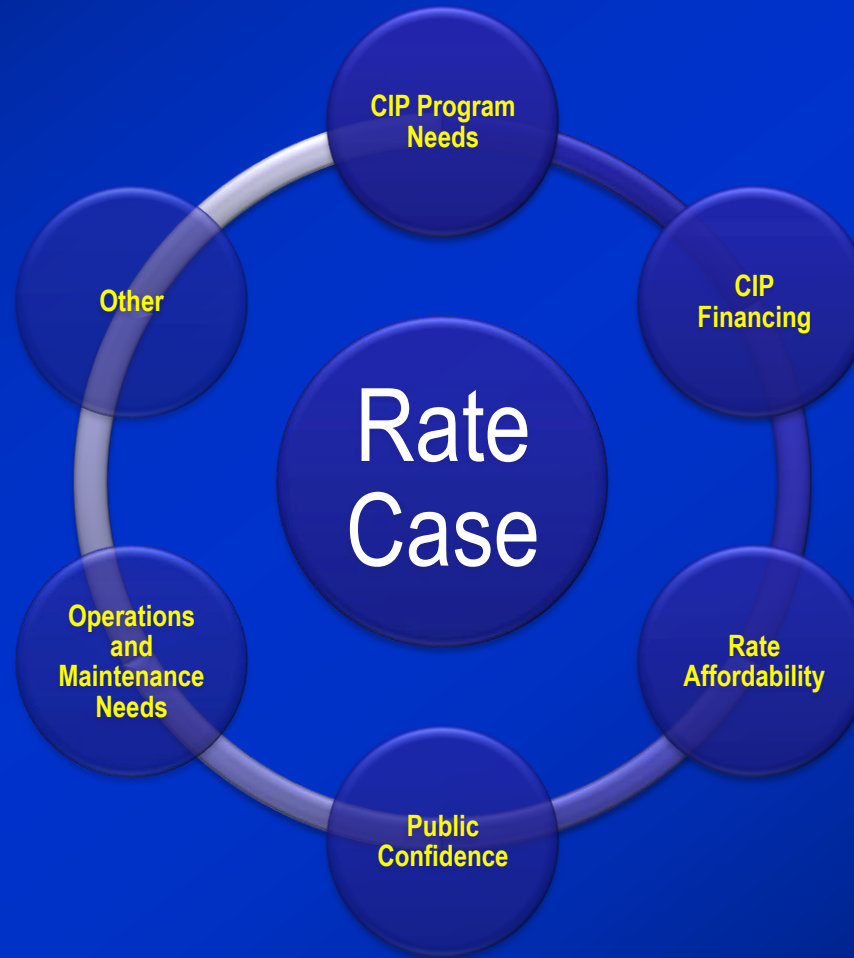 CIP Program
Needs
CIP
Financing
Other
Rate
Case
Operations
and
Maintenance
Needs
Rate
Affordability
Public
Confidence